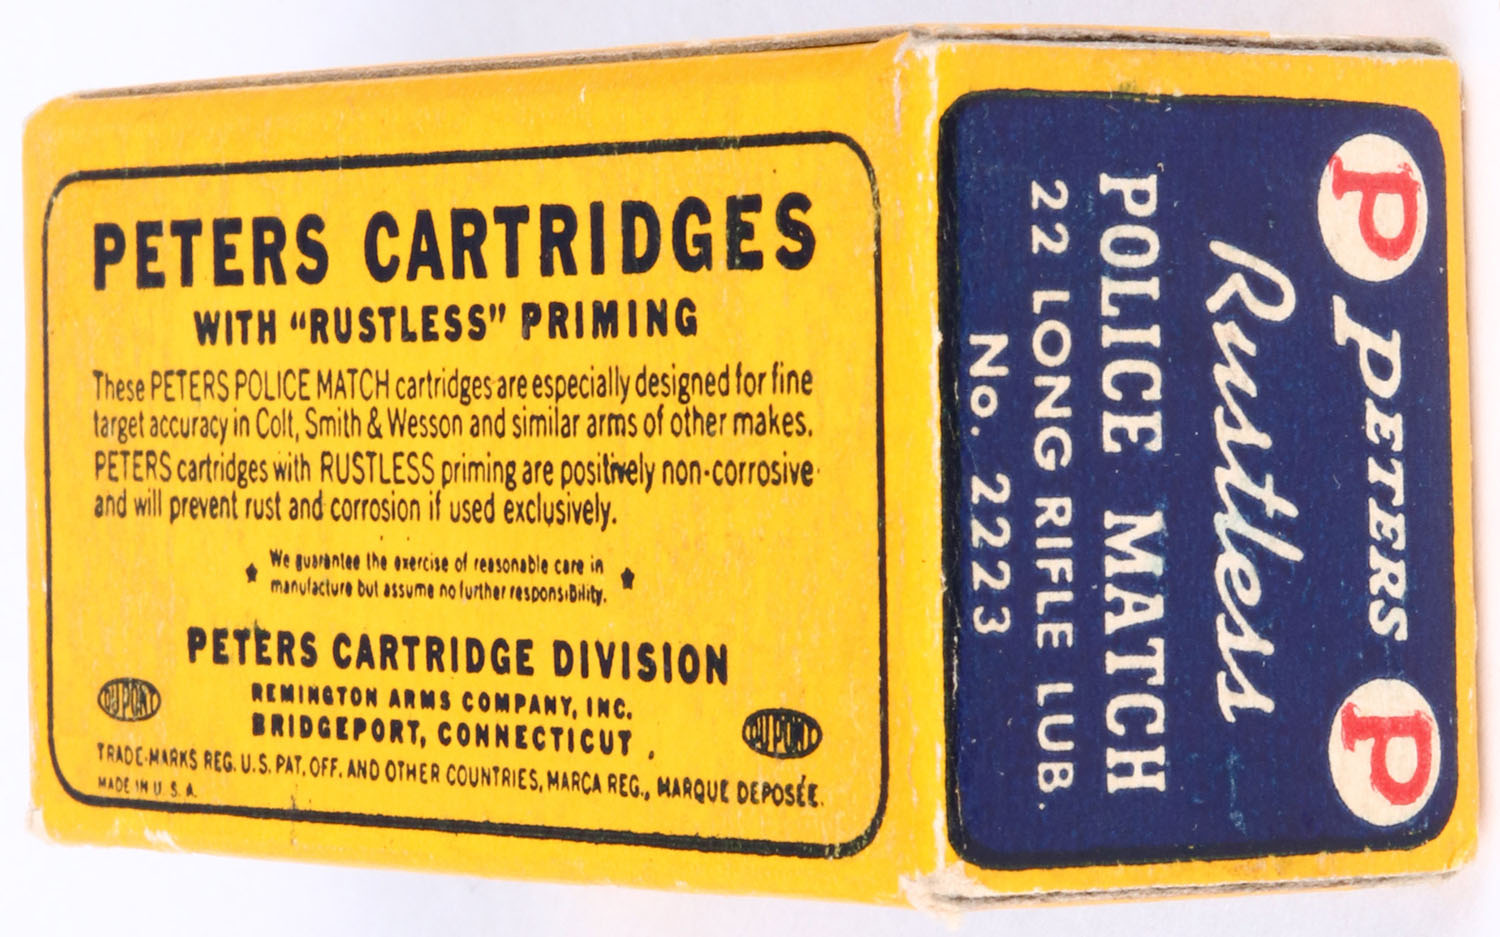 PETERS CARTRIDGES
WITH “RUSTLESS” PRIMING
These PETERS POLICE MATCH cartridges are especially designed for fine
target accuracy in Colt, Smith & Wesson and similar arms of other makes.
PETERS cartridges with RUSTLESS priming are positively non-corrosive
and will prevent rust and corrosion if used exclusively.
We guarantee the exercise of reasonable care in
manufacture but assume no further responsibility.
PETERS CARTRIDGE DIVISION
REMINGTON ARMS COMPANY, INC.
BRIDGEPORT, CONNECTICUT.
DUPONT
DUPONT
TRADE-MARKS REG. U.S. PAT. OFF. AND OTHER COUNTRIES, MARCA REG., MARQUE DEPOSÉE.
MADE IN U.S.A.
P PETERS P
Rustless
POLICE MATCH
22 LONG RIFLE LUB.
No. 2223